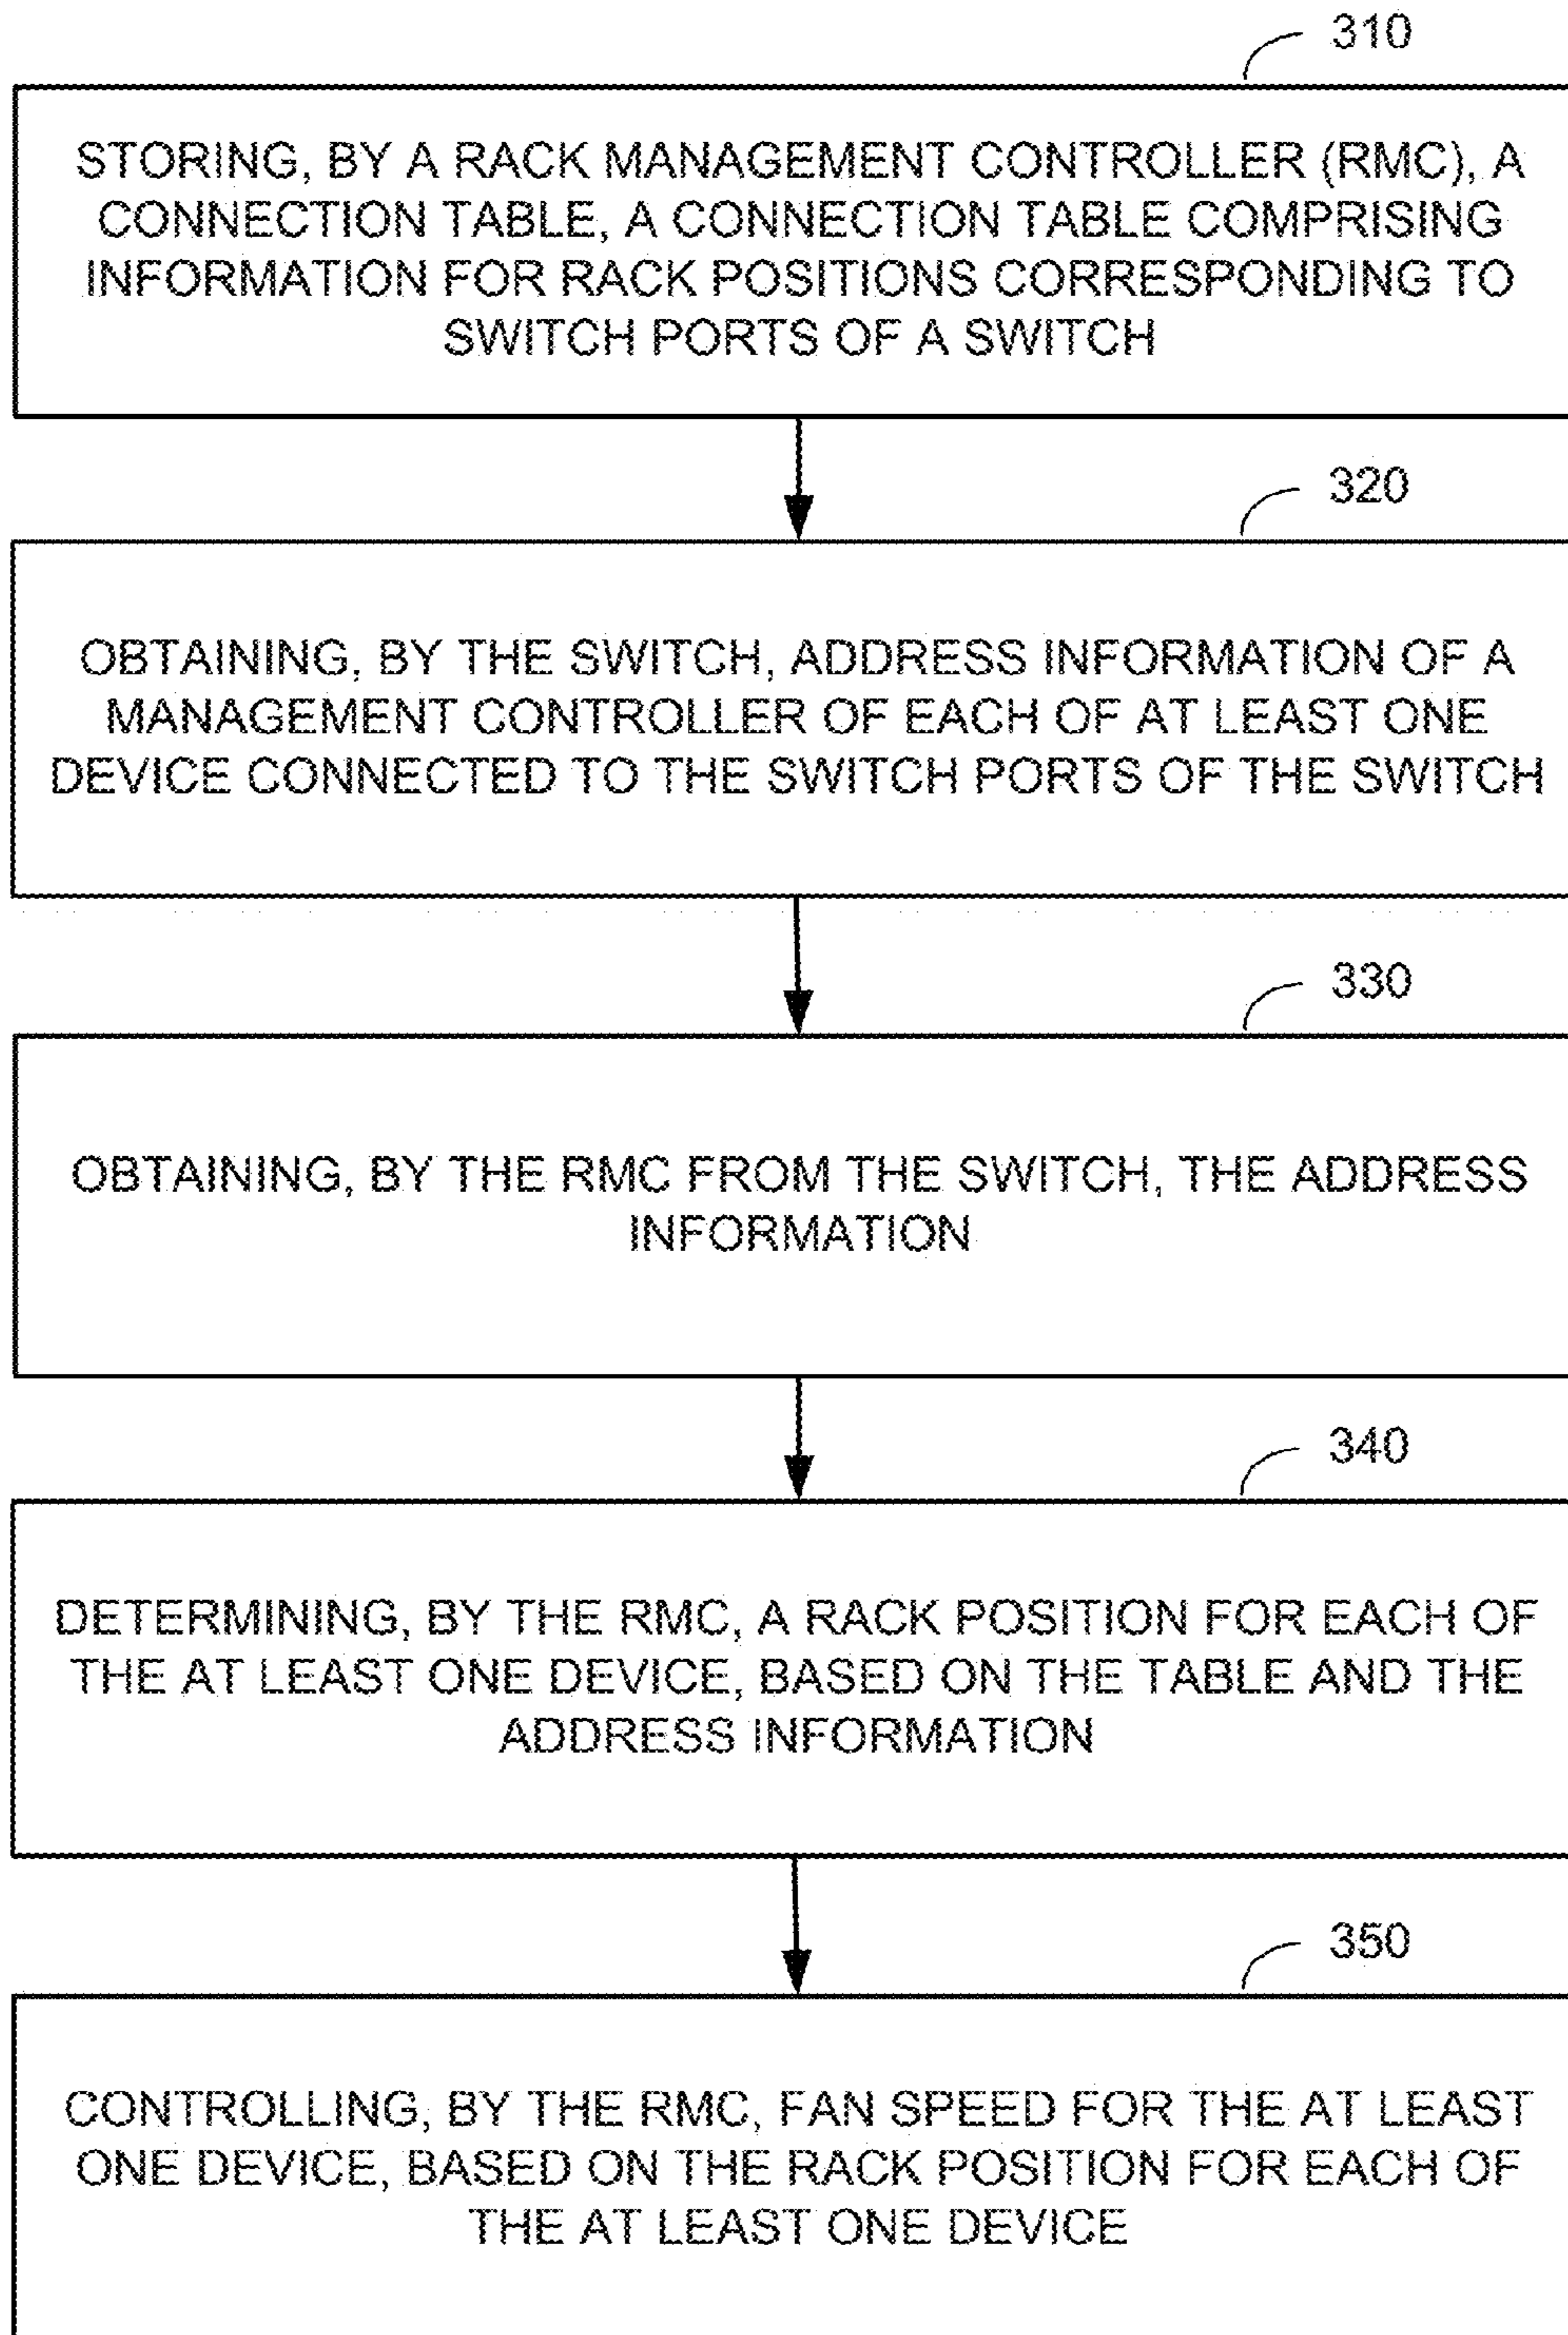 310
STORING, BY A RACK MANAGEMENT CONTROLLER (RMC), A
CONNECTION TABLE, A CONNECTION TABLE COMPRISING
INFORMATION FOR RACK POSITIONS CORRESPONDING TO
SWITCH PORTS OF A SWITCH
320
OBTAINING, BY THE SWITCH, ADDRESS INFORMATION OF A
MANAGEMENT CONTROLLER OF EACH OF AT LEAST ONE
DEVICE CONNECTED TO THE SWITCH PORTS OF THE SWITCH
330
OBTAINING, BY THE RMC FROM THE SWITCH, THE ADDRESS
INFORMATION
340
DETERMINING, BY THE RMC, A RACK POSITION FOR EACH OF
THE AT LEAST ONE DEVICE, BASED ON THE TABLE AND THE
ADDRESS INFORMATION
350
CONTROLLING, BY THE RMC, FAN SPEED FOR THE AT LEAST
ONE DEVICE, BASED ON THE RACK POSITION FOR EACH OF
THE AT LEAST ONE DEVICE